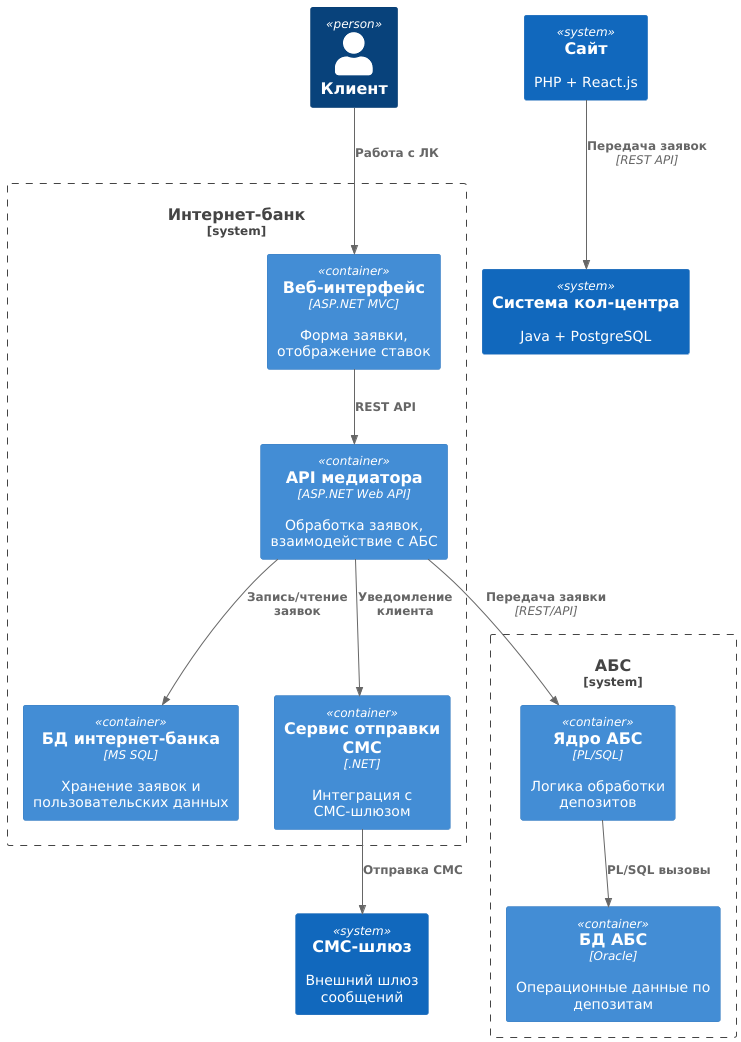 «person»
Клиент
«system»
Сайт
PHP + React.js
Работа с ЛК
Передача заявок
[REST API]
Интернет-банк
[system]
«container»
Веб-интерфейс
[ASP.NET MVC]
Форма заявки,
отображение ставок
«system»
Система кол-центра
Java + PostgreSQL
REST API
«container»
API медиатора
[ASP.NET Web API]
Обработка заявок,
взаимодействие с АБС
Запись/чтение
заявок
Уведомление
клиента
Передача заявки
[REST/API]
АБС
[system]
«container»
БД интернет-банка
[MS SQL]
Хранение заявок и
пользовательских данных
«container»
Сервис отправки
СМС
[.NET]
Интеграция с
СМС-шлюзом
«container»
Ядро АБС
[PL/SQL]
Логика обработки
депозитов
Отправка СМС
PL/SQL вызовы
«system»
СМС-шлюз
Внешний шлюз
сообщений
«container»
БД АБС
[Oracle]
Операционные данные по
депозитам